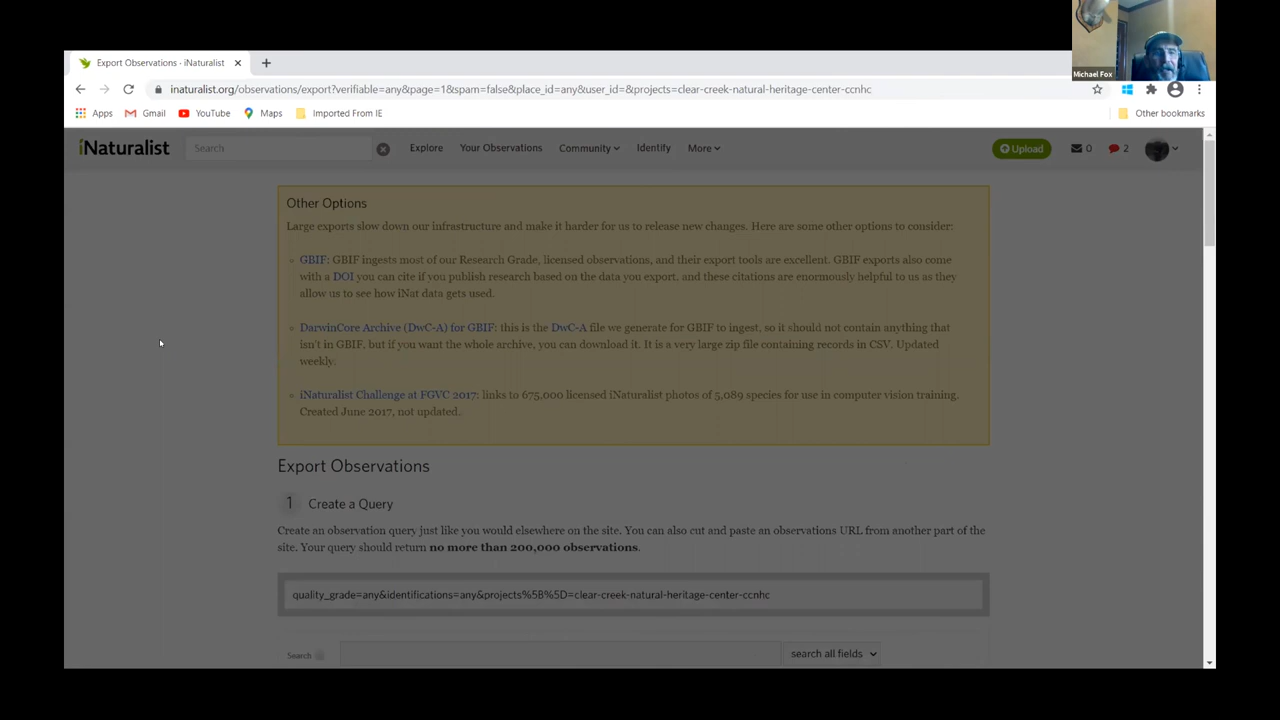 Michael Fox
Export Observations · iNaturalist
inaturalist.org/observations/export?verifiable=any&page=1&spam=false&place_id=any&user_id=&projects=clear-creek-natural-heritage-center-ccnhc
Apps Gmail YouTube Maps Imported From IE Other bookmarks
iNaturalist Search Explore Your Observations Community Identify More Upload 0 2
Other Options
Large exports slow down our infrastructure and make it harder for us to release new changes. Here are some other options to consider:
GBIF: GBIF ingests most of our Research Grade, licensed observations, and their export tools are excellent. GBIF exports also come
with a DOI you can cite if you publish research based on the data you export, and these citations are enormously helpful to us as they
allow us to see how iNat data gets used.
DarwinCore Archive (DwC-A) for GBIF: this is the DwC-A file we generate for GBIF to ingest, so it should not contain anything that
isn't in GBIF, but if you want the whole archive, you can download it. It is a very large zip file containing records in CSV. Updated
weekly.
iNaturalist Challenge at FGVC 2017: links to 675,000 licensed iNaturalist photos of 5,089 species for use in computer vision training.
Created June 2017, not updated.
Export Observations
1 Create a Query
Create an observation query just like you would elsewhere on the site. You can also cut and paste an observations URL from another part of the
site. Your query should return no more than 200,000 observations.
quality_grade=any&identifications=any&projects%5B%5D=clear-creek-natural-heritage-center-ccnhc
Search search all fields